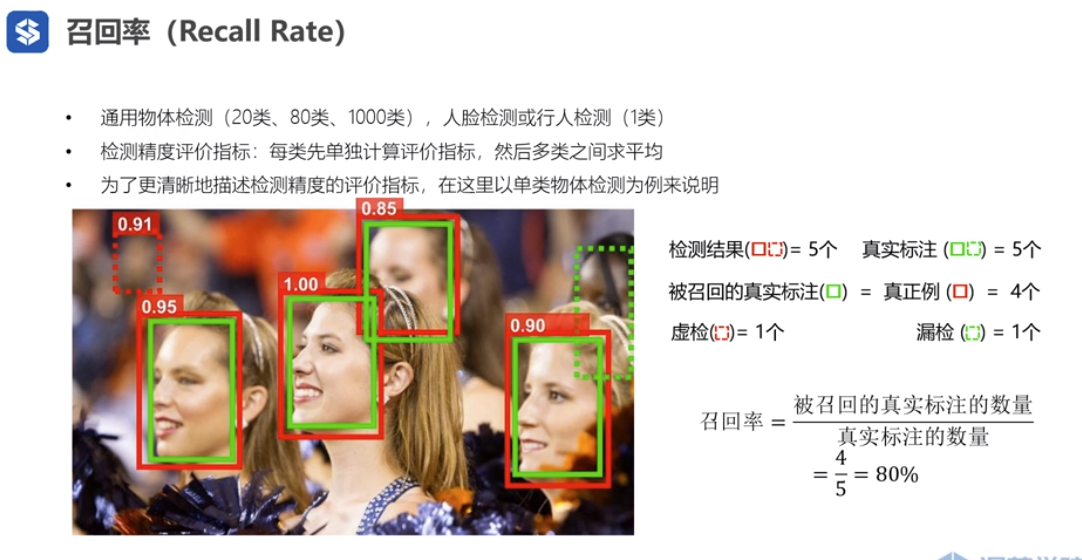 召回率（Recall Rate）
• 通用物体检测（20类、80类、1000类），人脸检测或行人检测（1类）
• 检测精度评价指标：每类先单独计算评价指标，然后多类之间求平均
• 为了更清晰地描述检测精度的评价指标，在这里以单类物体检测为例来说明
0.91
0.85
1.00
0.95
0.90
检测结果(□□)= 5个 真实标注 (□□) = 5个
被召回的真实标注(□) = 真正例 (□) = 4个
虚检(□)= 1个 漏检 (□) = 1个
召回率 = 被召回的真实标注的数量
真实标注的数量
= 4/5 = 80%